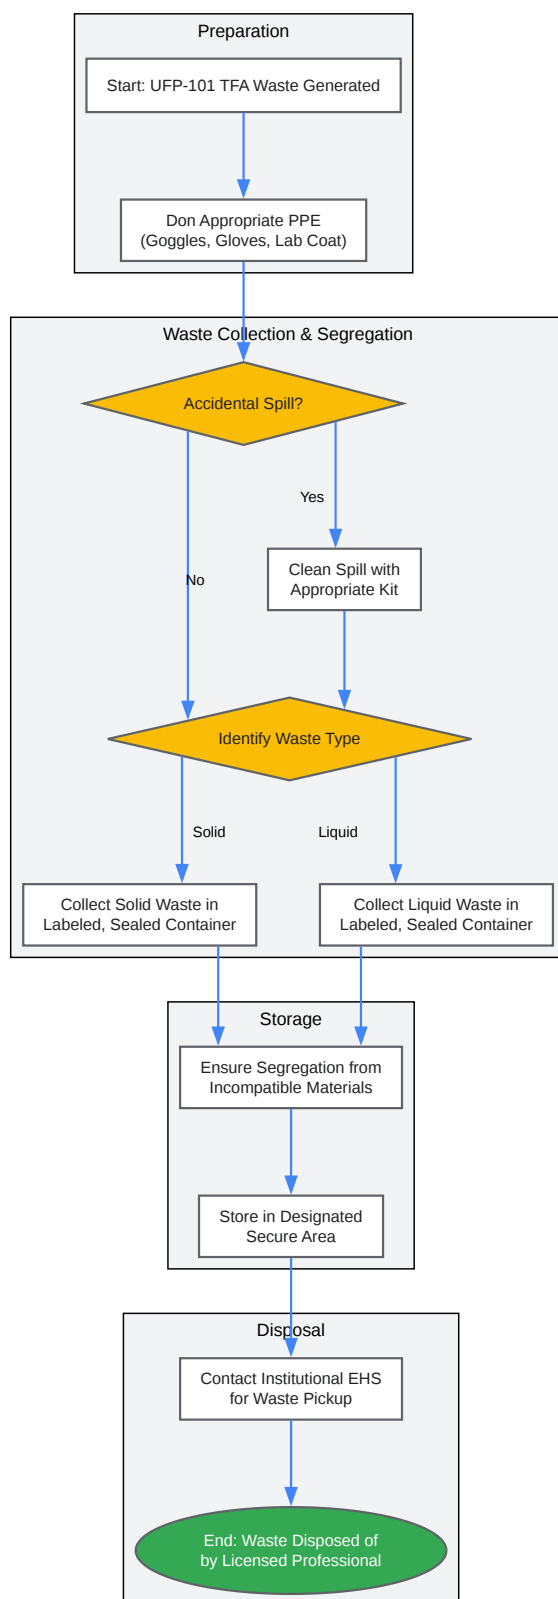 Preparation
Start: UFP-101 TFA Waste Generated
Don Appropriate PPE
(Goggles, Gloves, Lab Coat)
Waste Collection & Segregation
Accidental Spill?
Yes
No
Clean Spill with
Appropriate Kit
Identify Waste Type
Solid
Liquid
Collect Solid Waste in
Labeled, Sealed Container
Collect Liquid Waste in
Labeled, Sealed Container
Storage
Ensure Segregation from
Incompatible Materials
Store in Designated
Secure Area
Disposal
Contact Institutional EHS
for Waste Pickup
End: Waste Disposed of
by Licensed Professional